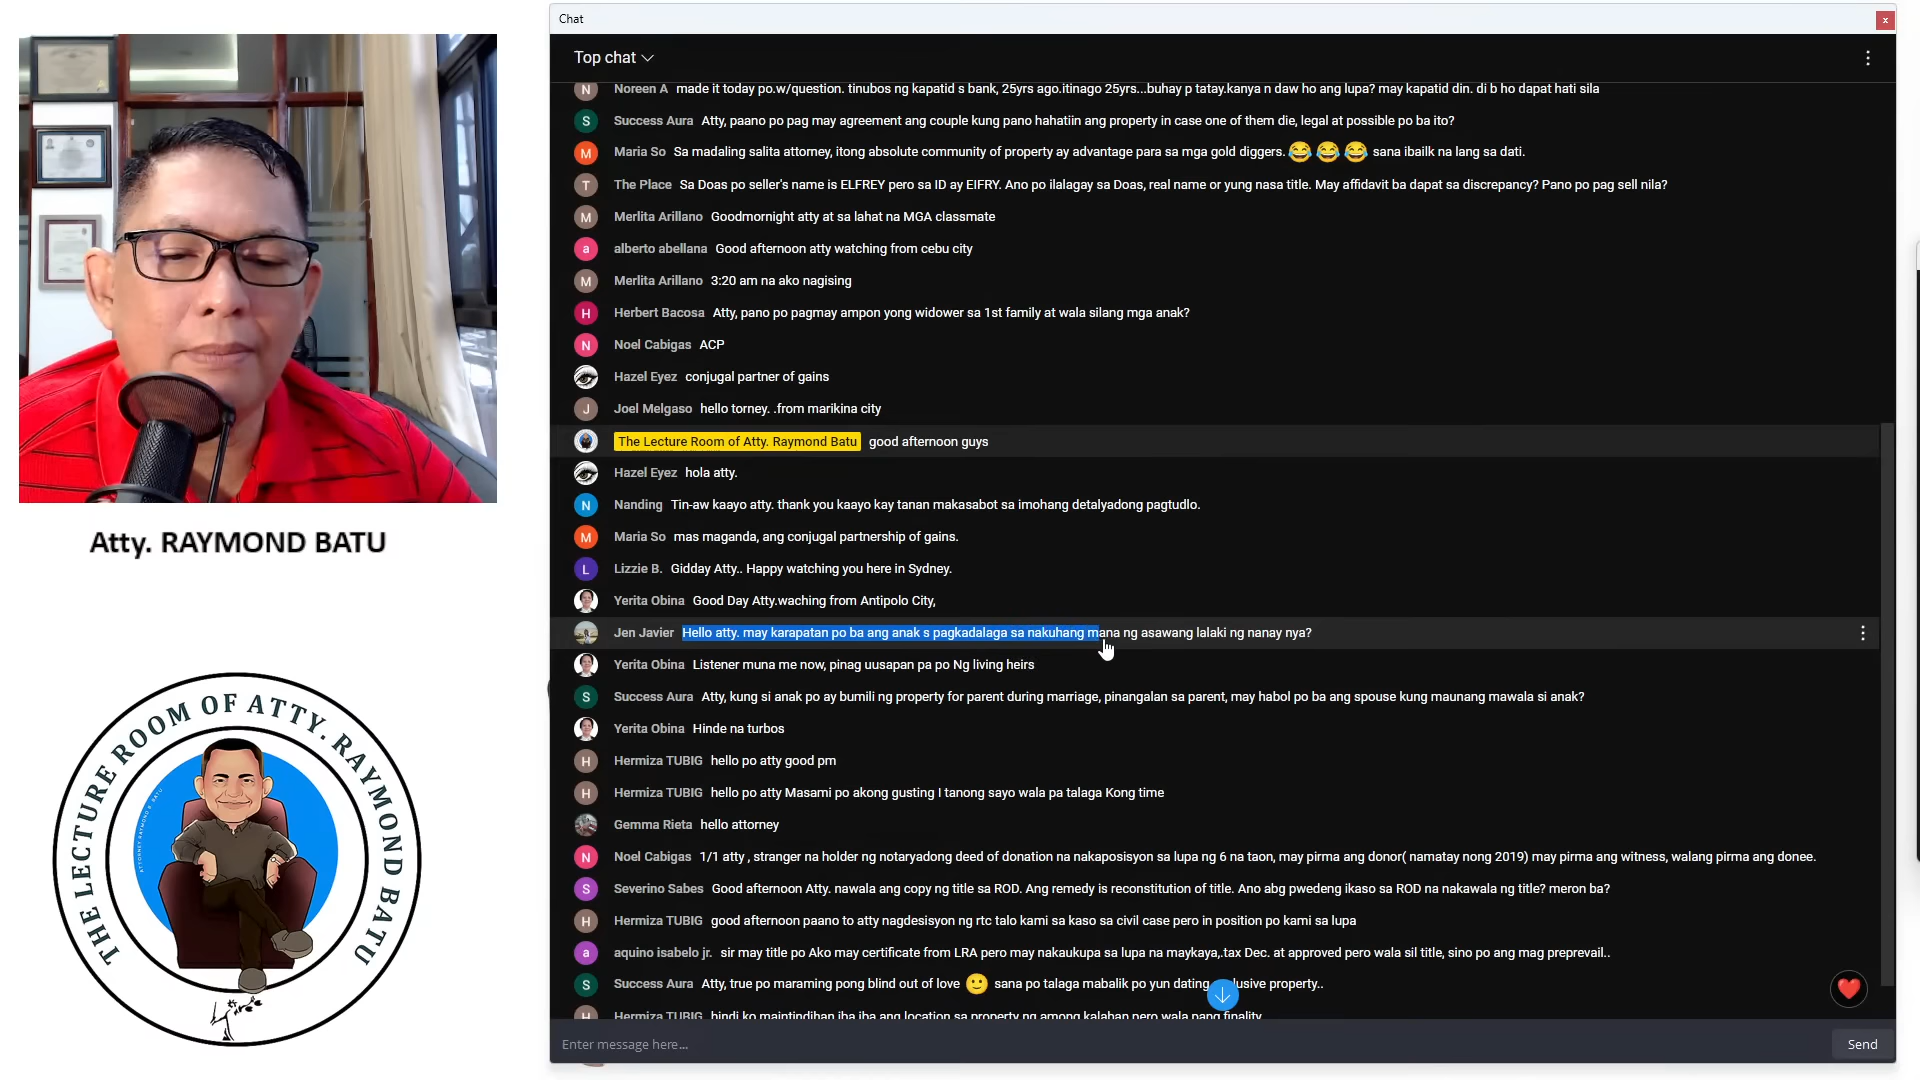 Chat
x
Top chat
N Noreen A made it today po.w/question. tinubos ng kapatid s bank, 25yrs ago.itinago 25yrs...buhay p tatay.kanya n daw ho ang lupa? may kapatid din. di b ho dapat hati sila
S Success Aura Atty, paano po pag may agreement ang couple kung pano hahatiin ang property in case one of them die, legal at possible po ba ito?
M Maria So Sa madaling salita attorney, itong absolute community of property ay advantage para sa mga gold diggers. 😂 😂 😂 sana ibailk na lang sa dati.
T The Place Sa Doas po seller's name is ELFREY pero sa ID ay EIFRY. Ano po ilalagay sa Doas, real name or yung nasa title. May affidavit ba dapat sa discrepancy? Pano po pag sell nila?
M Merlita Arillano Goodmornight atty at sa lahat na MGA classmate
a alberto abellana Good afternoon atty watching from cebu city
M Merlita Arillano 3:20 am na ako nagising
H Herbert Bacosa Atty, pano po pagmay ampon yong widower sa 1st family at wala silang mga anak?
N Noel Cabigas ACP
Hazel Eyez conjugal partner of gains
J Joel Melgaso hello torney. .from marikina city
The Lecture Room of Atty. Raymond Batu good afternoon guys
Hazel Eyez hola atty.
N Nanding Tin-aw kaayo atty. thank you kaayo kay tanan makasabot sa imohang detalyadong pagtudlo.
M Maria So mas maganda, ang conjugal partnership of gains.
L Lizzie B. Gidday Atty.. Happy watching you here in Sydney.
Yerita Obina Good Day Atty.waching from Antipolo City,
Jen Javier Hello atty. may karapatan po ba ang anak s pagkadalaga sa nakuhang mana ng asawang lalaki ng nanay nya?
Yerita Obina Listener muna me now, pinag uusapan pa po Ng living heirs
S Success Aura Atty, kung si anak po ay bumili ng property for parent during marriage, pinangalan sa parent, may habol po ba ang spouse kung maunang mawala si anak?
Yerita Obina Hinde na turbos
H Hermiza TUBIG hello po atty good pm
H Hermiza TUBIG hello po atty Masami po akong gusting I tanong sayo wala pa talaga Kong time
Gemma Rieta hello attorney
N Noel Cabigas 1/1 atty , stranger na holder ng notaryadong deed of donation na nakaposisyon sa lupa ng 6 na taon, may pirma ang donor( namatay nong 2019) may pirma ang witness, walang pirma ang donee.
S Severino Sabes Good afternoon Atty. nawala ang copy ng title sa ROD. Ang remedy is reconstitution of title. Ano abg pwedeng ikaso sa ROD na nakawala ng title? meron ba?
H Hermiza TUBIG good afternoon paano to atty nagdesisyon ng rtc talo kami sa kaso sa civil case pero in position po kami sa lupa
a aquino isabelo jr. sir may title po Ako may certificate from LRA pero may nakaukupa sa lupa na maykaya,.tax Dec. at approved pero wala sil title, sino po ang mag preprevail..
S Success Aura Atty, true po maraming pong blind out of love 🙂 sana po talaga mabalik po yun dating lusive property..
H Hermiza TUBIG hindi ko maintindihan iba iba ang location sa property ng among kalaban pero wala pang finality
Enter message here...
Send
Atty. RAYMOND BATU
THE LECTURE ROOM OF ATTY. RAYMOND BATU